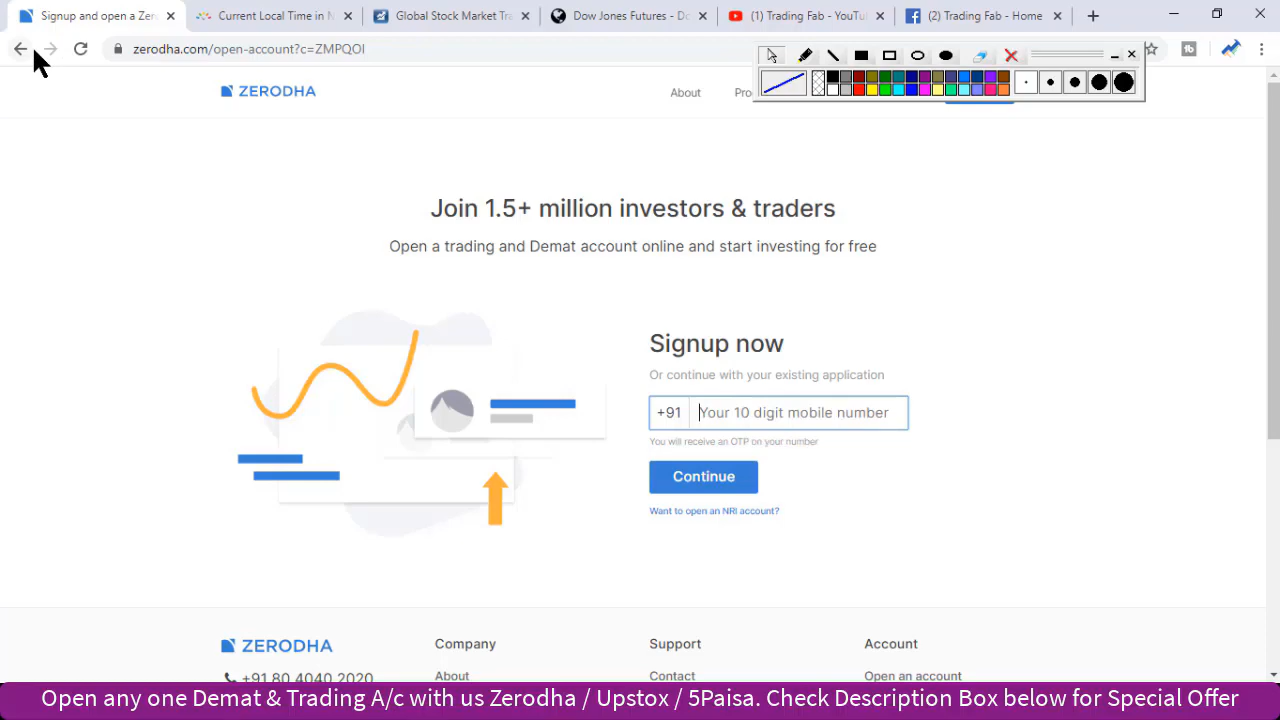 Signup and open a Zer
Current Local Time in N
Global Stock Market Tra
Dow Jones Futures - Do
(1) Trading Fab - YouTu
(2) Trading Fab - Home
zerodha.com/open-account?c=ZMPQOI
ZERODHA
About
Pro
Join 1.5+ million investors & traders
Open a trading and Demat account online and start investing for free
Signup now
Or continue with your existing application
+91
Your 10 digit mobile number
You will receive an OTP on your number
Continue
Want to open an NRI account?
ZERODHA
Company
Support
Account
+91 80 4040 2020
About
Contact
Open an account
Open any one Demat & Trading A/c with us Zerodha / Upstox / 5Paisa. Check Description Box below for Special Offer